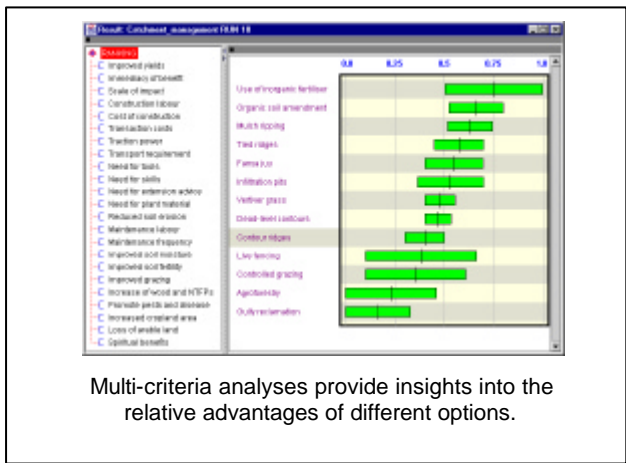 Result: Catchment_management RUN 10
RANKING
C Improved yields
C Immediacy of benefit
C Scale of impact
C Construction labour
C Cost of construction
C Transaction costs
C Traction power
C Transport requirement
C Need for tools
C Need for skills
C Need for extension advice
C Need for plant material
C Reduced soil erosion
C Maintenance labour
C Maintenance frequency
C Improved soil moisture
C Improved soil fertility
C Improved grazing
C Increase of wood and NTFPs
C Promote pests and disease
C Increased cropland area
C Loss of arable land
C Spiritual benefits
0.0 0.25 0.5 0.75 1.0
Use of inorganic fertiliser
Organic soil amendment
Mulch ripping
Tied ridges
Fanya juu
Infiltration pits
Vetiver grass
Dead-level contours
Contour ridges
Live fencing
Controlled grazing
Agroforestry
Gully reclamation
Multi-criteria analyses provide insights into the
relative advantages of different options.